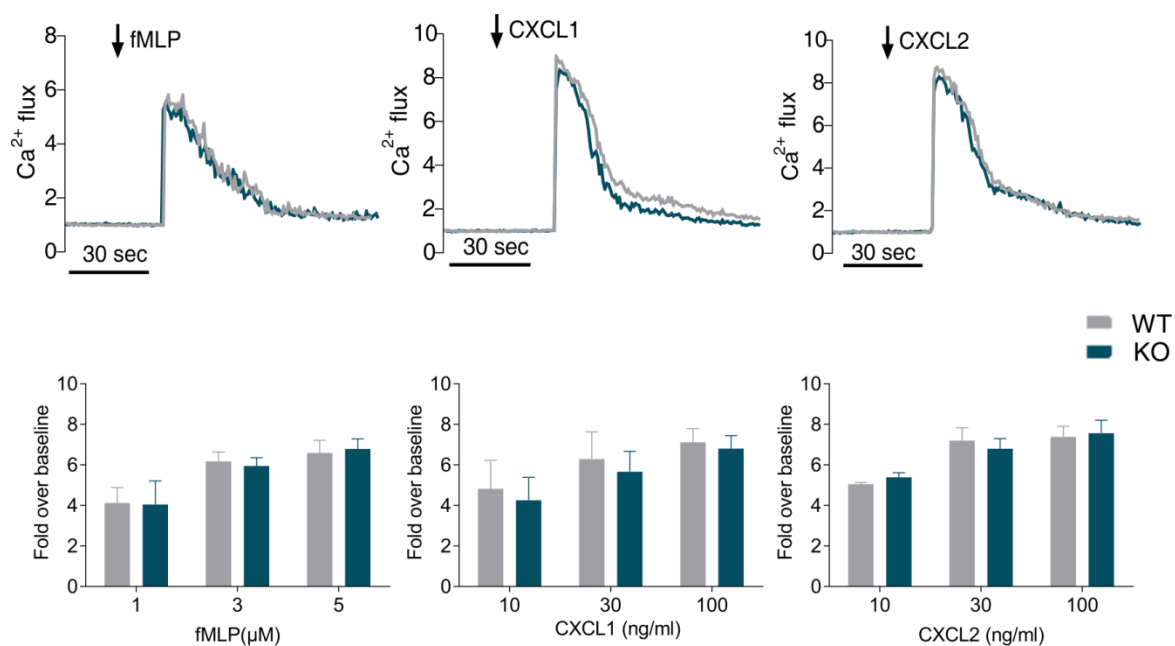 fMLP
8
6
4
2
0
Ca2+ flux
30 sec
CXCL1
10
8
6
4
2
0
Ca2+ flux
30 sec
CXCL2
10
8
6
4
2
0
Ca2+ flux
30 sec
WT
KO
10
8
6
4
2
0
Fold over baseline
1 3 5
fMLP(µM)
10
8
6
4
2
0
Fold over baseline
10 30 100
CXCL1 (ng/ml)
10
8
6
4
2
0
Fold over baseline
10 30 100
CXCL2 (ng/ml)